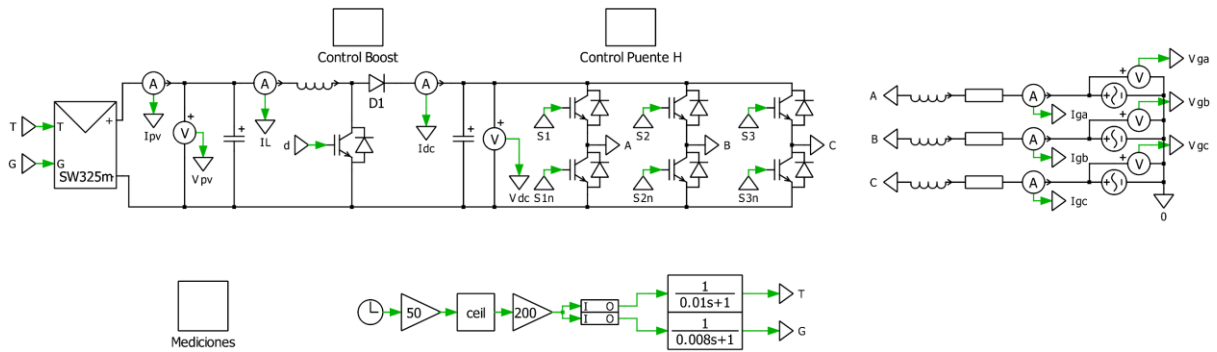 Control Boost
Control Puente H
A
Ipv
V
Vpv
A
IL
d
D1
A
Idc
V
Vdc
S1
S2
S3
A
B
C
S1n
S2n
S3n
T
G
T
+
G
-
SW325m
A
A
Iga
V
Vga
B
A
Igb
V
Vgb
C
A
Igc
V
Vgc
0
Mediciones
50
ceil
200
I O
I O
1
0.01s+1
T
1
0.008s+1
G